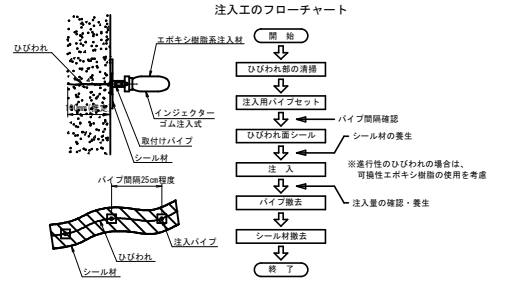 注入工のフローチャート
ひびわれ
エポキシ樹脂系注入材
インジェクター
ゴム注入式
取付けパイプ
シール材
パイプ間隔25cm程度
ひびわれ
注入パイプ
シール材
開 始
ひびわれ部の清掃
注入用パイプセット
パイプ間隔確認
ひびわれ面シール
シール材の養生
注 入
※進行性のひびわれの場合は、
可撓性エポキシ樹脂の使用を考慮
注入量の確認・養生
パイプ撤去
シール材撤去
終 了